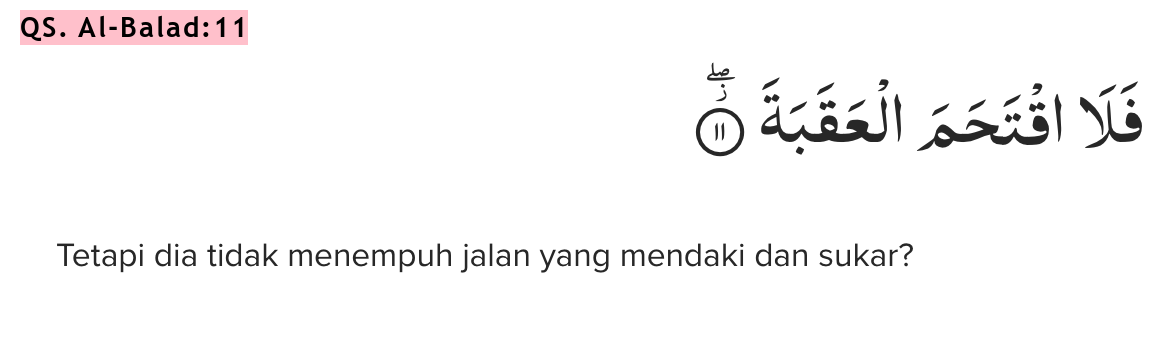 QS. Al-Balad:11
فَلَا اقْتَحَمَ الْعَقَبَةَ ۖز ١١
Tetapi dia tidak menempuh jalan yang mendaki dan sukar?